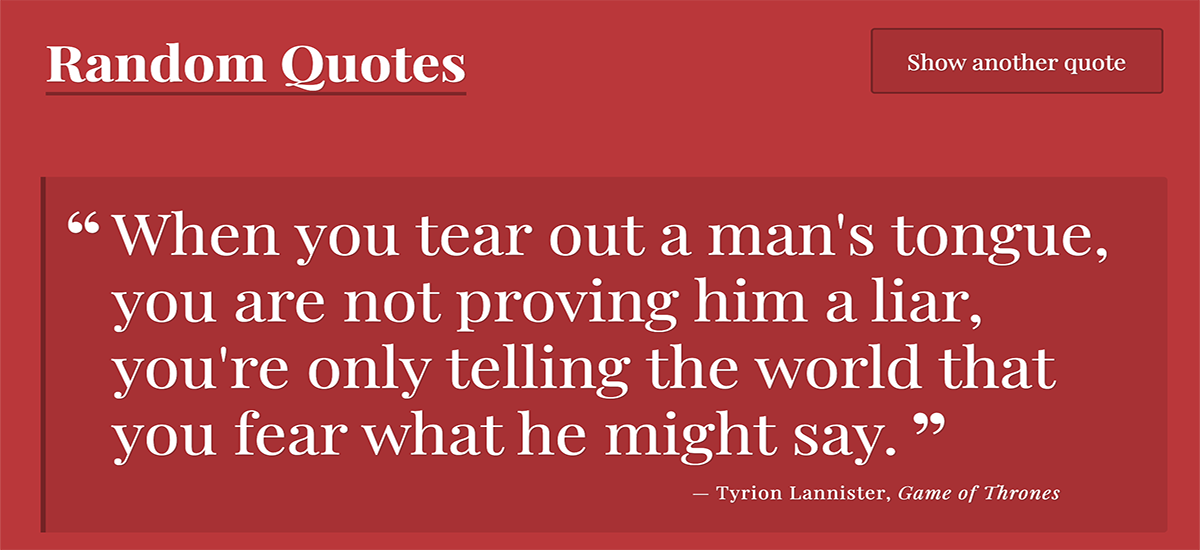 Random Quotes
Show another quote
“ When you tear out a man's tongue,
you are not proving him a liar,
you're only telling the world that
you fear what he might say. ”
— Tyrion Lannister, Game of Thrones